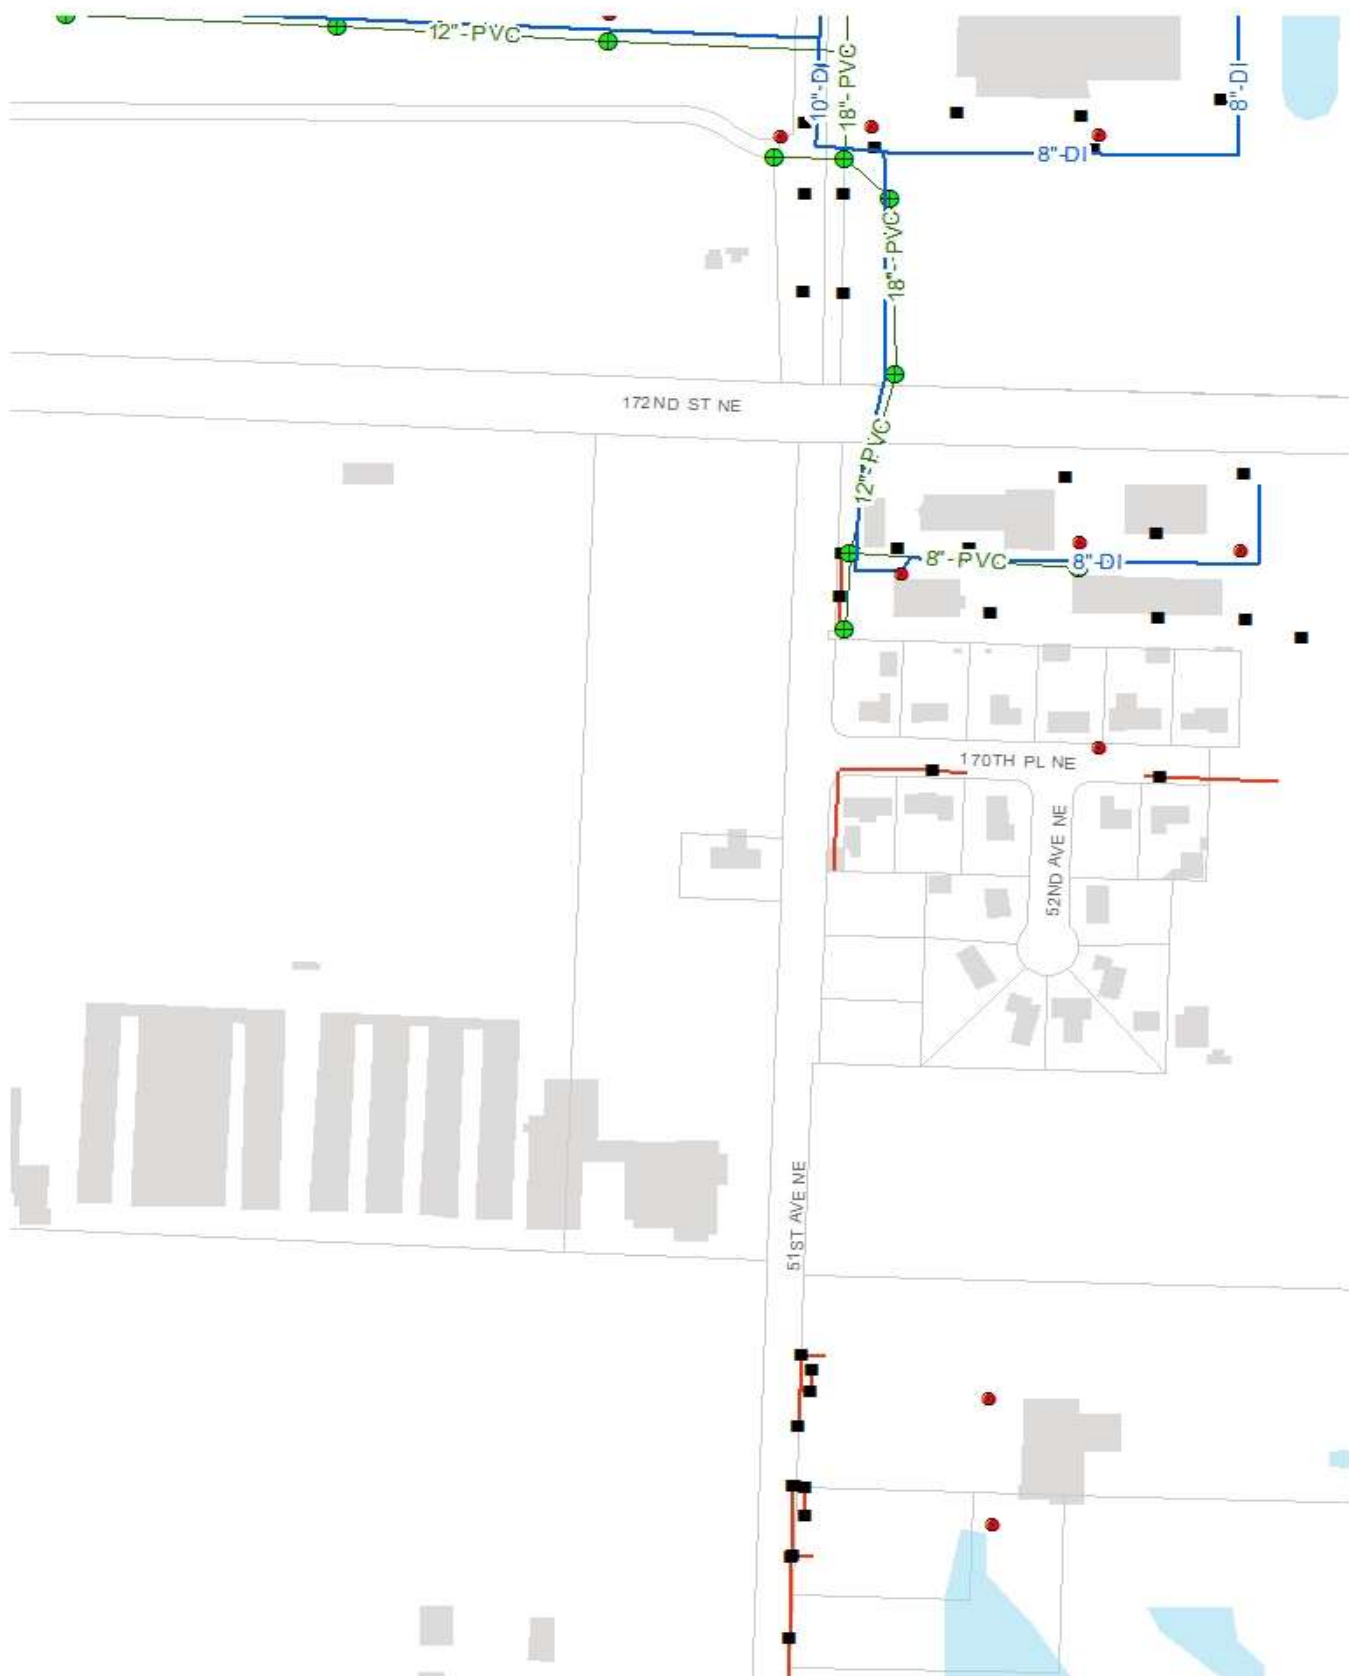 12"-PVC
10"-DI
18"-PVC
8"-DI
8"-DI
18"-PVC
172ND ST NE
12"-PVC
8"-PVC
8"-DI
170TH PL NE
52ND AVE NE
51ST AVE NE